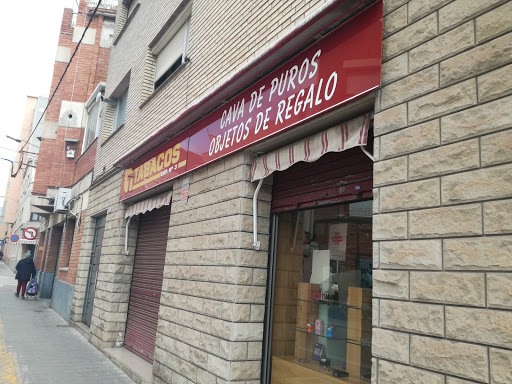 TABACOS
CAVA DE PUROS
OBJETOS DE REGALO